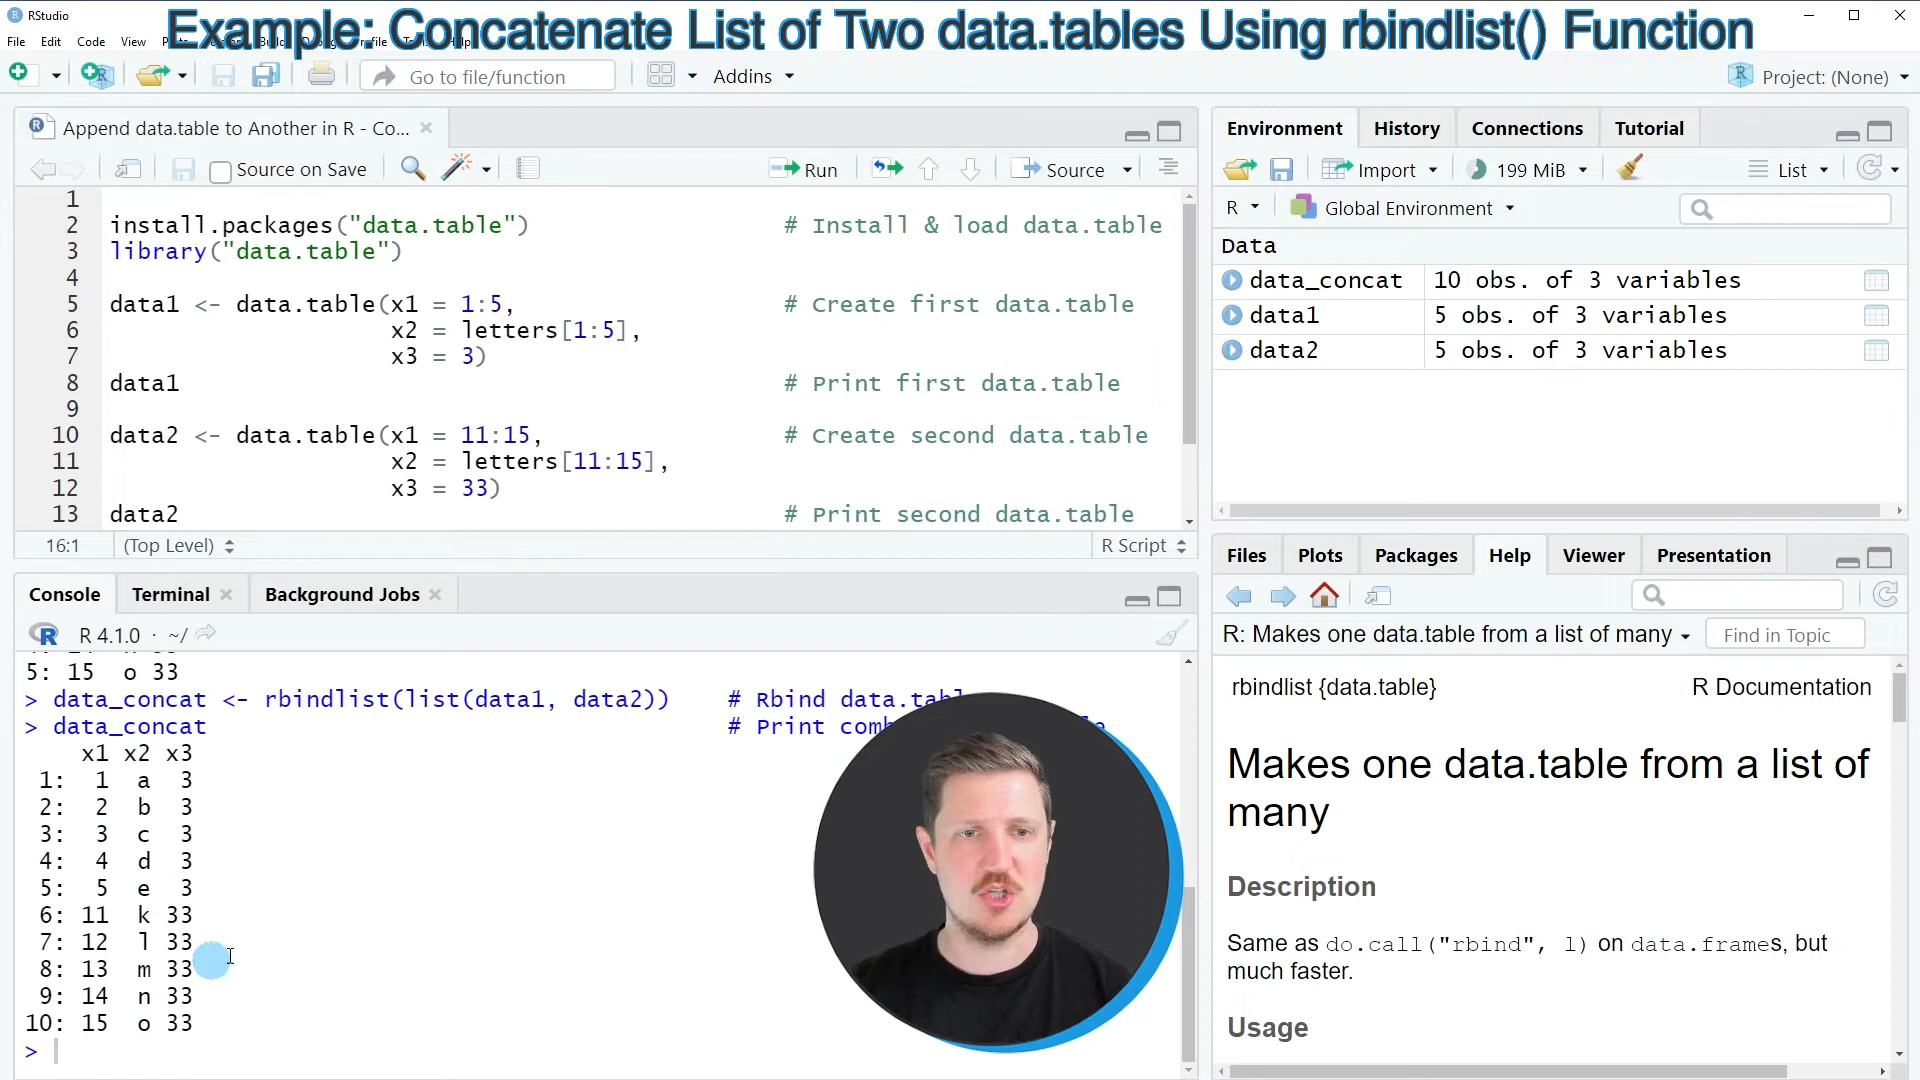 RStudio
Example: Concatenate List of Two data.tables Using rbindlist() Function
File Edit Code View
Go to file/function
Addins
Project: (None)
Append data.table to Another in R - Co...
Source on Save
Run
Source
1
2 install.packages("data.table") # Install & load data.table
3 library("data.table")
4
5 data1 <- data.table(x1 = 1:5, # Create first data.table
6 x2 = letters[1:5],
7 x3 = 3)
8 data1 # Print first data.table
9
10 data2 <- data.table(x1 = 11:15, # Create second data.table
11 x2 = letters[11:15],
12 x3 = 33)
13 data2 # Print second data.table
16:1 (Top Level) R Script
Console Terminal Background Jobs
R 4.1.0 · ~/
5: 15 o 33
> data_concat <- rbindlist(list(data1, data2)) # Rbind
> data_concat # Print
x1 x2 x3
1: 1 a 3
2: 2 b 3
3: 3 c 3
4: 4 d 3
5: 5 e 3
6: 11 k 33
7: 12 l 33
8: 13 m 33
9: 14 n 33
10: 15 o 33
>
Environment History Connections Tutorial
Import 199 MiB List
R Global Environment
Data
data_concat 10 obs. of 3 variables
data1 5 obs. of 3 variables
data2 5 obs. of 3 variables
Files Plots Packages Help Viewer Presentation
R: Makes one data.table from a list of many Find in Topic
rbindlist {data.table} R Documentation
Makes one data.table from a list of
many
Description
Same as do.call("rbind", l) on data.frames, but
much faster.
Usage